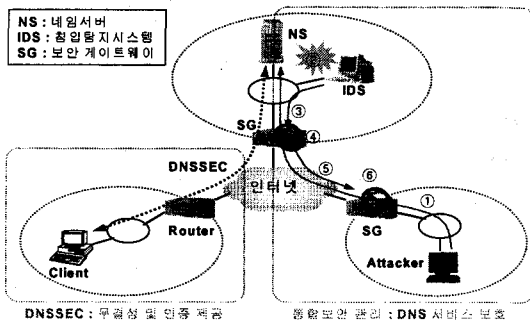 NS : 네임서버
IDS : 침입탐지시스템
SG : 보안 게이트웨이
NS
IDS
③
SG
④
DNSSEC
⑤
⑥
인터넷
①
Router
SG
Client
Attacker
DNSSEC : 무결성 및 인증 제공
통합보안 관리 : DNS 서비스 보호